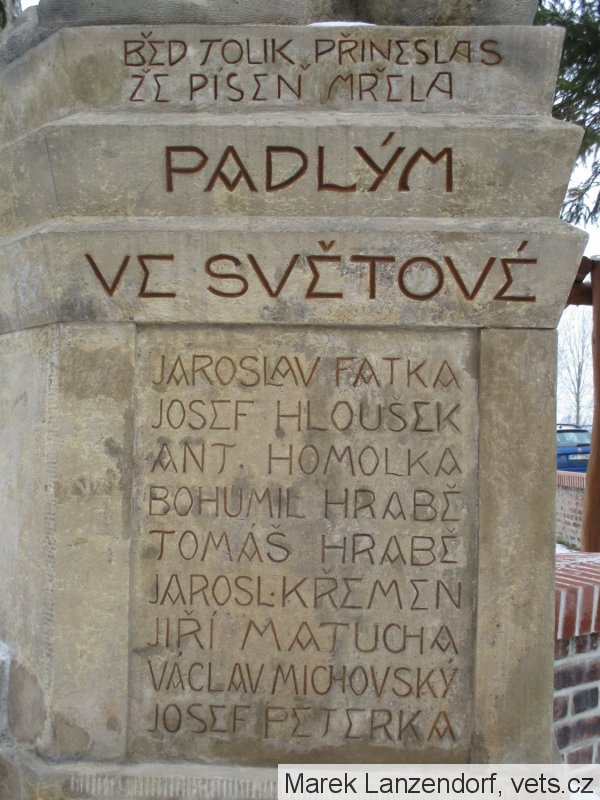 BĚD TOLIK PŘINESLAS
ŽE PÍSEŇ MŘELA
PADLÝM
VE SVĚTOVÉ
JAROSLAV FATKA
JOSEF HLOUŠEK
ANT. HOMOLKA
BOHUMIL HRABĚ
TOMÁŠ HRABĚ
JAROSL. KŘEMEN
JIŘÍ MATUCHA
VÁCLAV MICHOVSKÝ
JOSEF PETERKA
Marek Lanzendorf, vets.cz